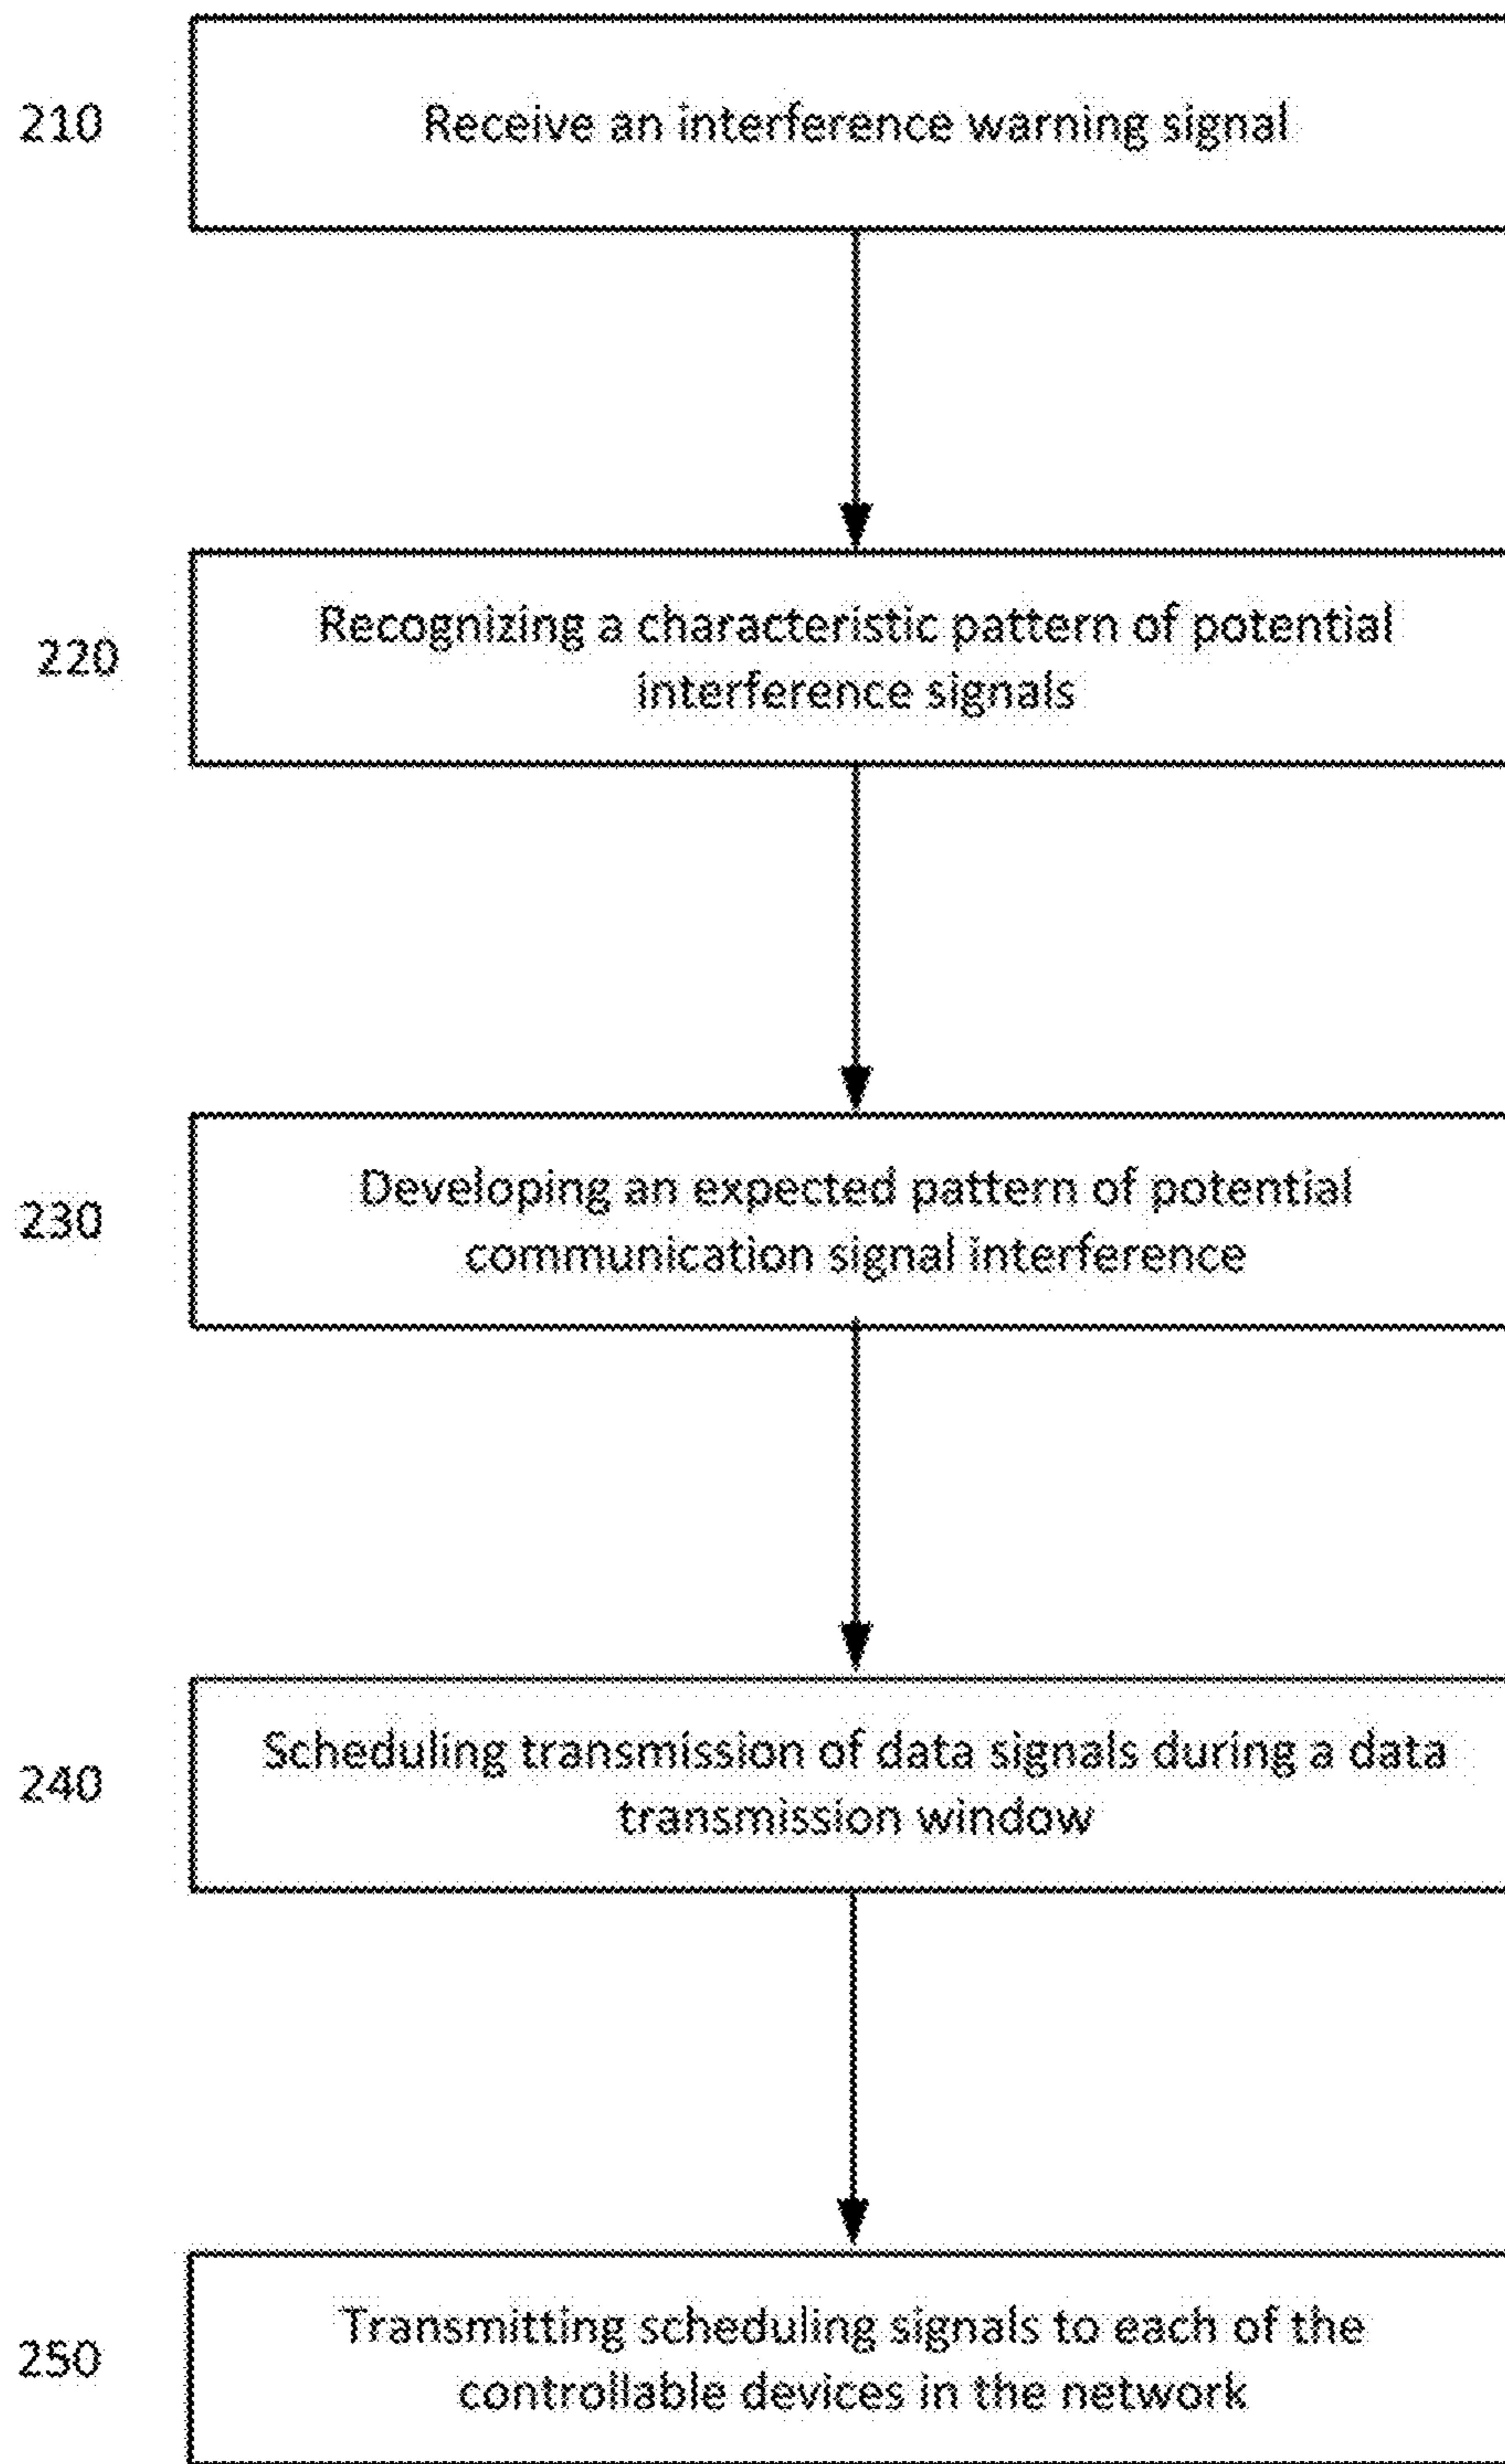 210
Receive an interference warning signal
220
Recognizing a characteristic pattern of potential
interference signals
230
Developing an expected pattern of potential
communication signal interference
240
Scheduling transmission of data signals during a data
transmission window
250
Transmitting scheduling signals to each of the
controllable devices in the network